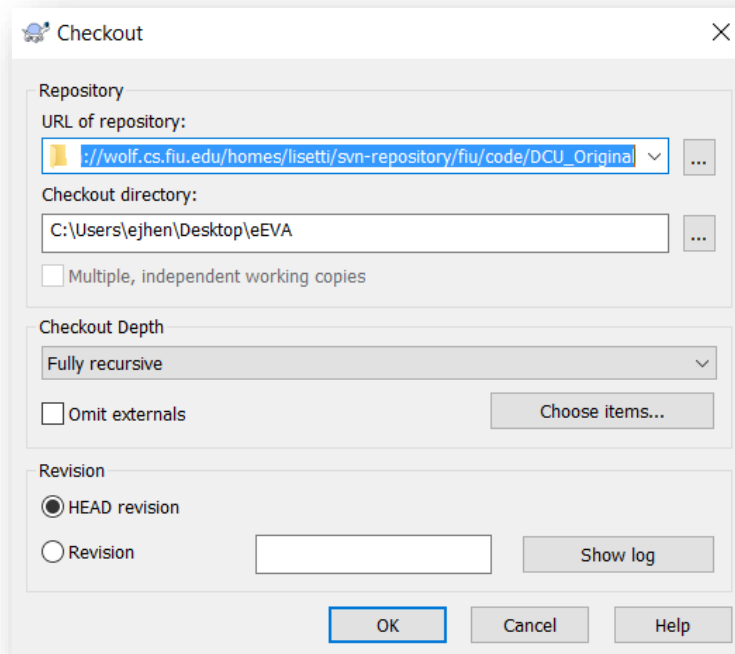 Checkout
Repository
URL of repository:
://wolf.cs.fiu.edu/homes/lisetti/svn-repository/fiu/code/DCU_Original
...
Checkout directory:
C:\Users\ejhen\Desktop\eEVA
...
Multiple, independent working copies
Checkout Depth
Fully recursive
Omit externals
Choose items...
Revision
HEAD revision
Revision
Show log
OK Cancel Help